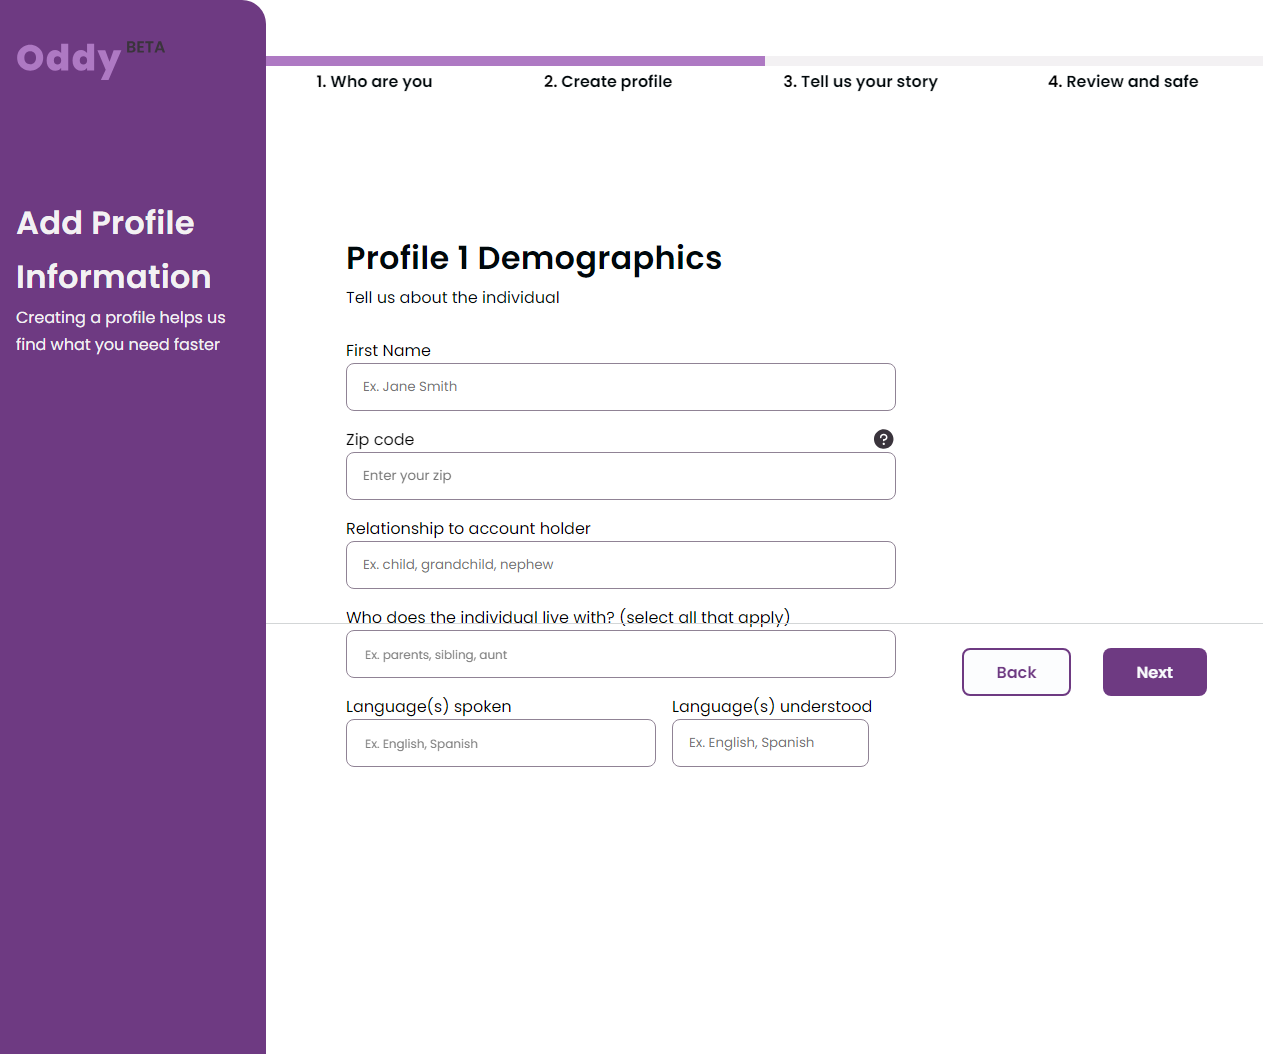 Oddy BETA
1. Who are you
2. Create profile
3. Tell us your story
4. Review and safe
Add Profile
Information
Creating a profile helps us
find what you need faster
Profile 1 Demographics
Tell us about the individual
First Name
Ex. Jane Smith
Zip code
?
Enter your zip
Relationship to account holder
Ex. child, grandchild, nephew
Who does the individual live with? (select all that apply)
Ex. parents, sibling, aunt
Back
Next
Language(s) spoken
Language(s) understood
Ex. English, Spanish
Ex. English, Spanish